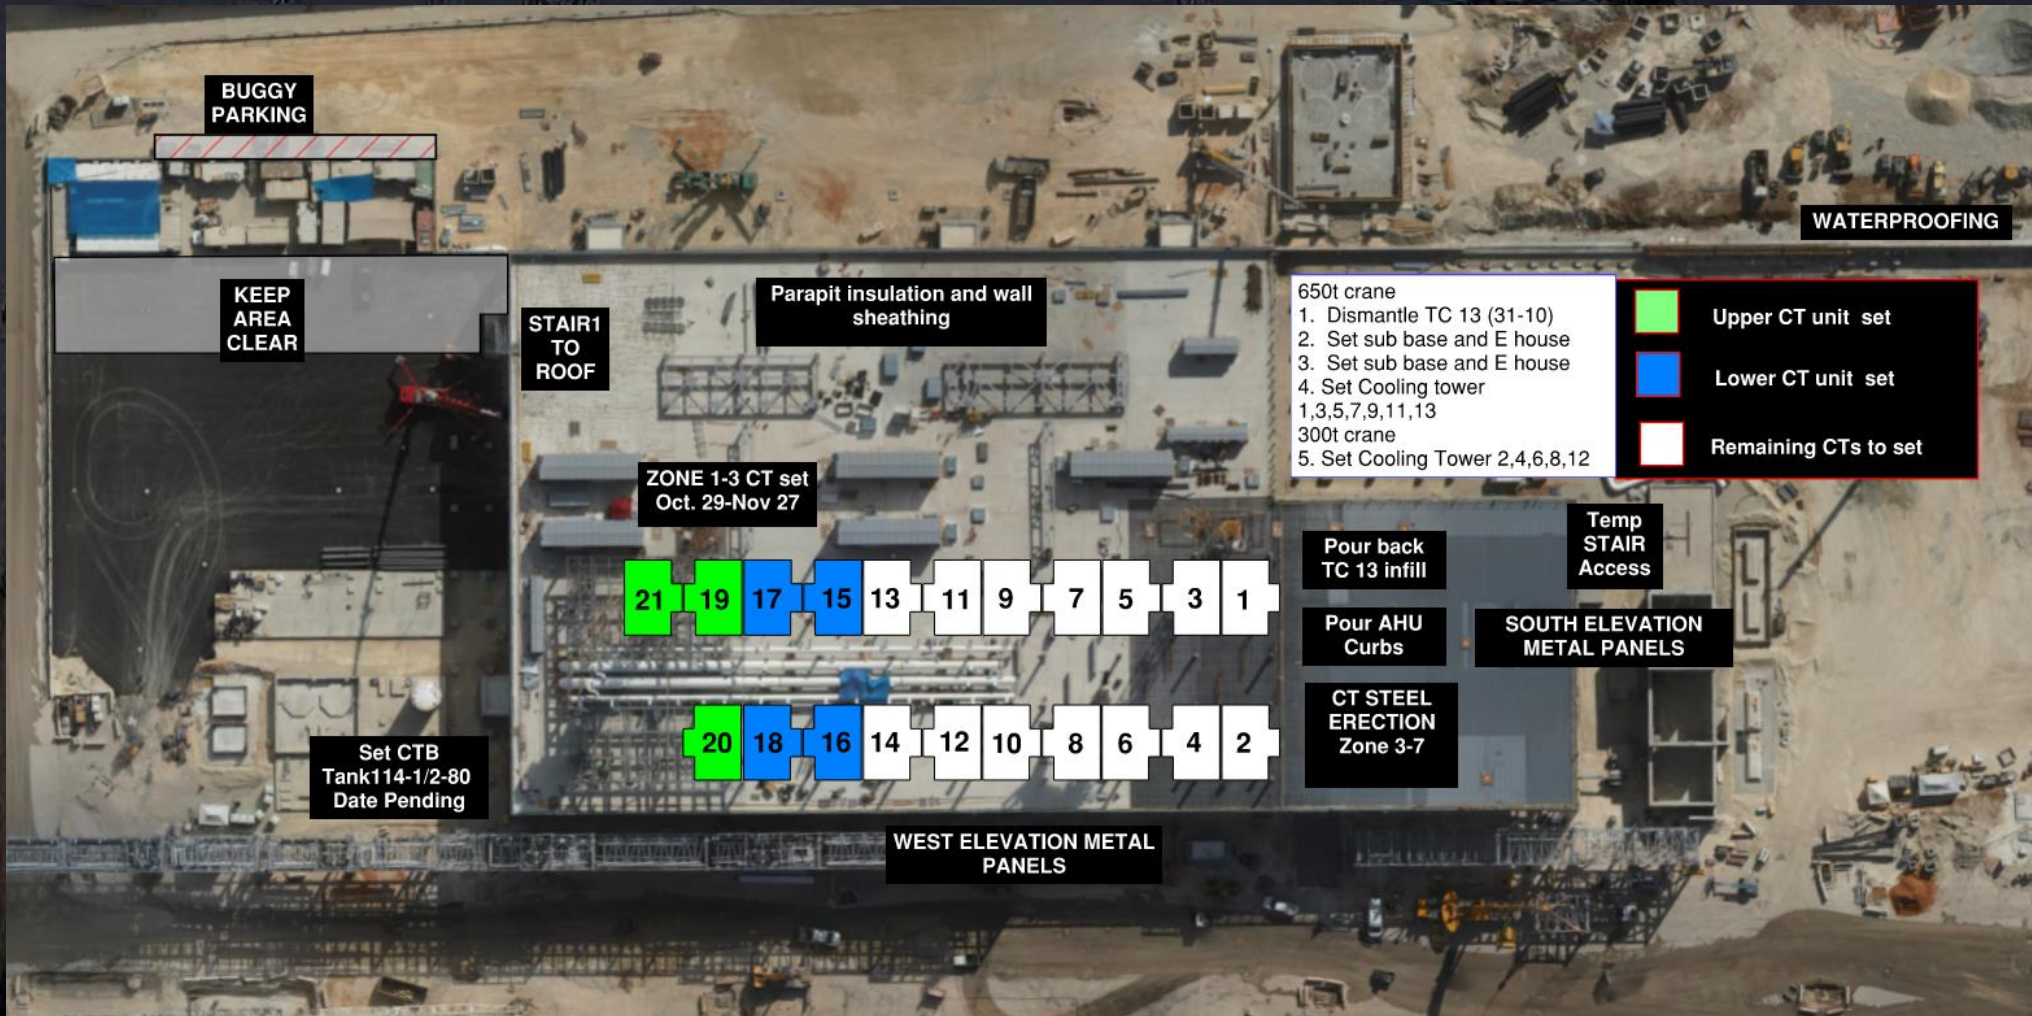 BUGGY
PARKING
WATERPROOFING
KEEP
AREA
CLEAR
STAIR1
TO
ROOF
Parapit insulation and wall
sheathing
650t crane
1. Dismantle TC 13 (31-10)
2. Set sub base and E house
3. Set sub base and E house
4. Set Cooling tower
1,3,5,7,9,11,13
300t crane
5. Set Cooling Tower 2,4,6,8,12
Upper CT unit set
Lower CT unit set
Remaining CTs to set
ZONE 1-3 CT set
Oct. 29-Nov 27
Temp
STAIR
Access
Pour back
TC 13 infill
21 19 17 15 13 11 9 7 5 3 1
Pour AHU
Curbs
SOUTH ELEVATION
METAL PANELS
CT STEEL
ERECTION
Zone 3-7
20 18 16 14 12 10 8 6 4 2
Set CTB
Tank114-1/2-80
Date Pending
WEST ELEVATION METAL
PANELS